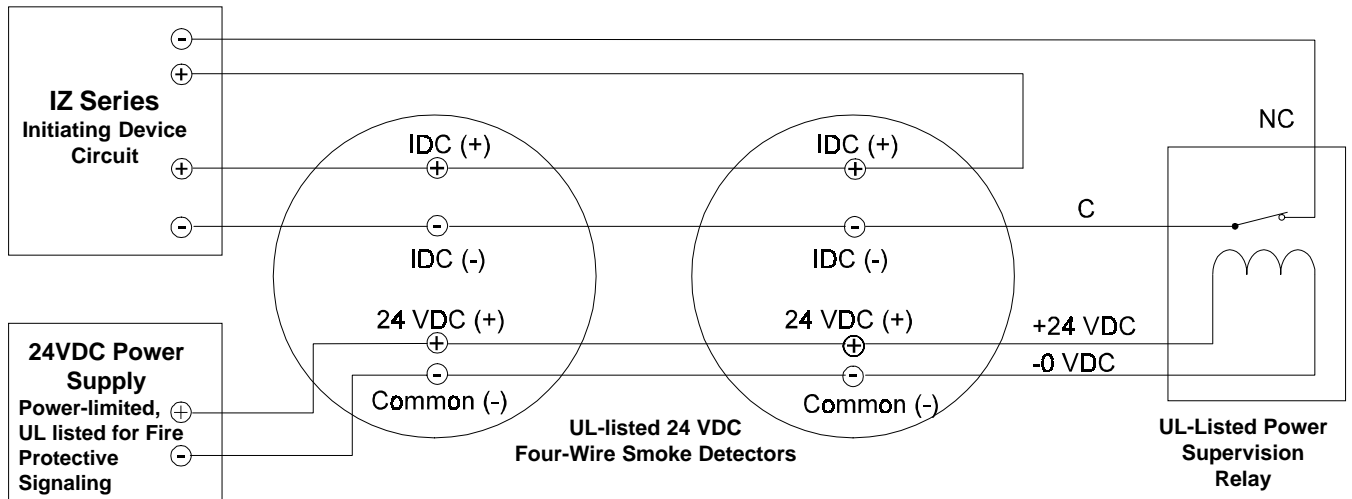 IZ Series
Initiating Device
Circuit
-
+
+
-
IDC (+)
+
-
IDC (-)
24 VDC (+)
+
-
Common (-)
IDC (+)
+
-
IDC (-)
24 VDC (+)
+
-
Common (-)
NC
C
+24 VDC
-0 VDC
24VDC Power
Supply
Power-limited,
UL listed for Fire
Protective
Signaling
+
-
UL-listed 24 VDC
Four-Wire Smoke Detectors
UL-Listed Power
Supervision
Relay